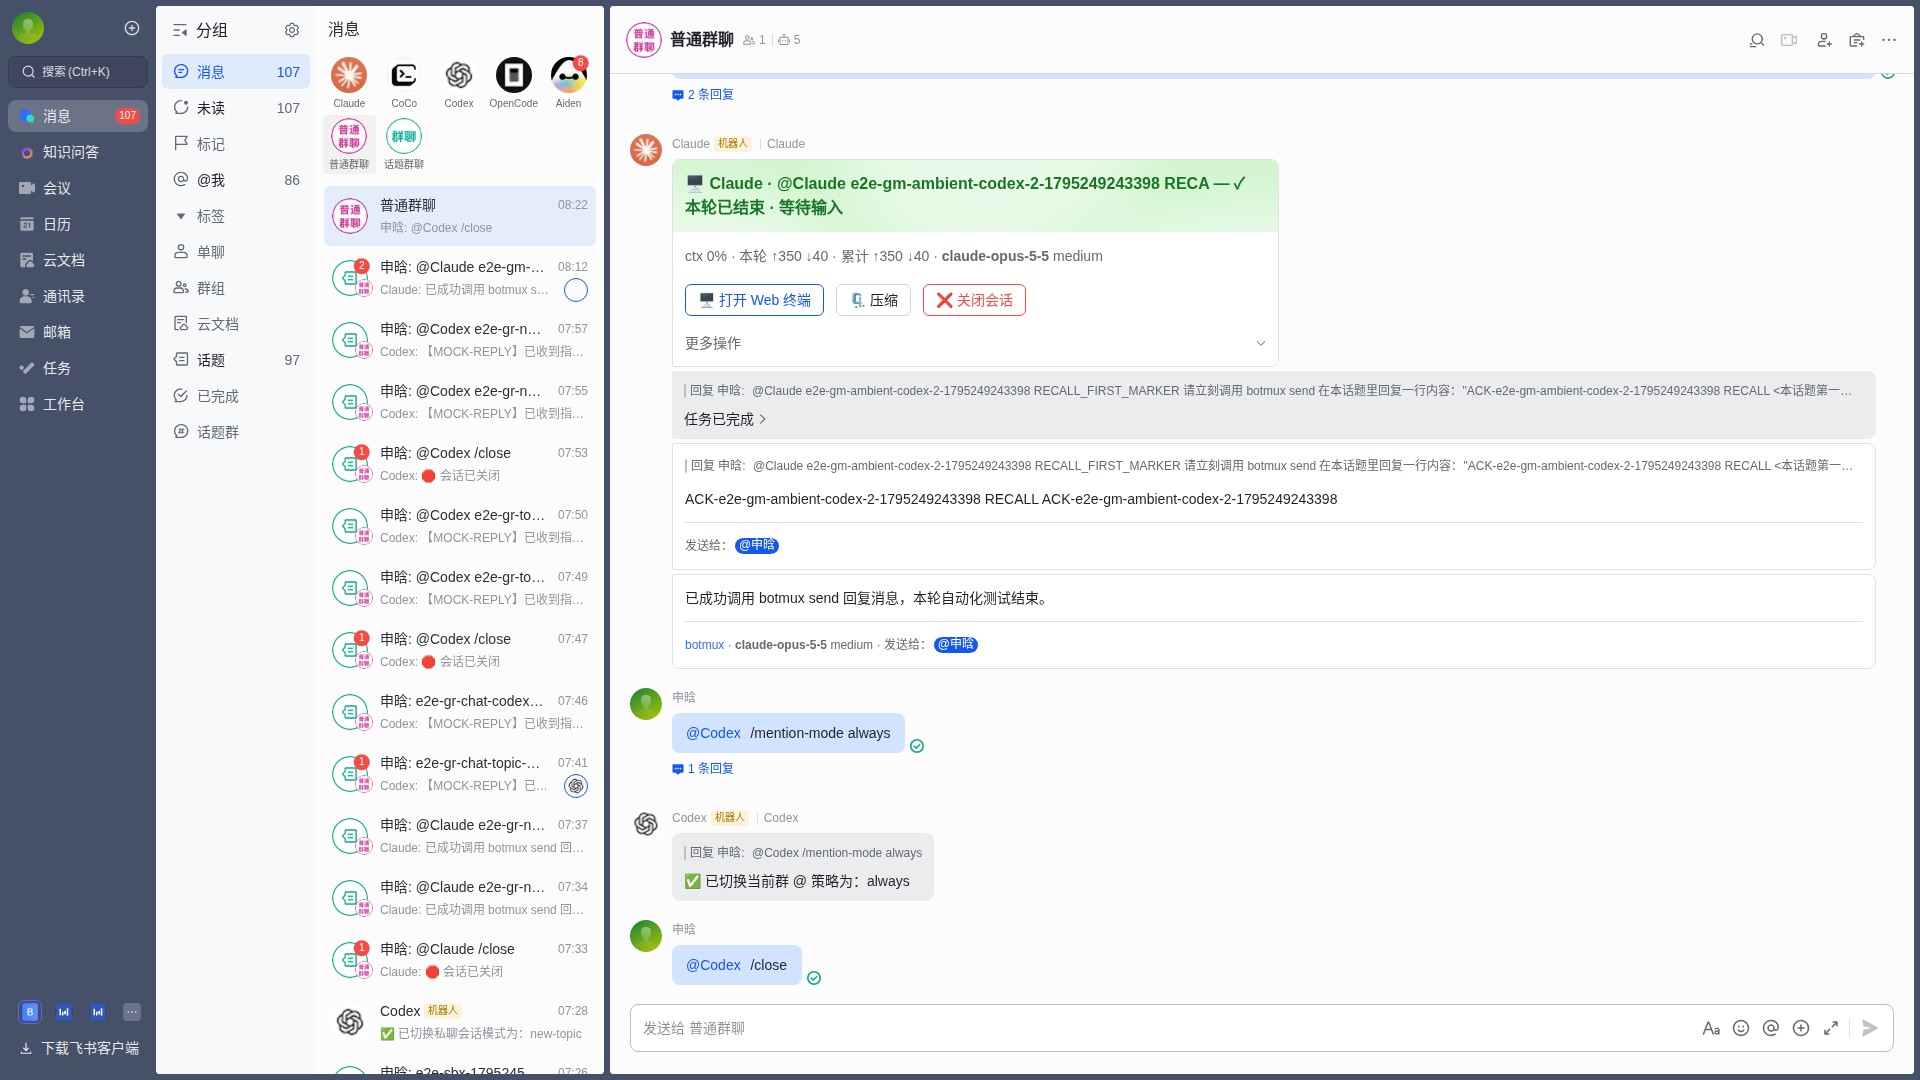 搜索 (Ctrl+K)
消息 107
知识问答
会议
日历
云文档
通讯录
邮箱
任务
工作台
下载飞书客户端
分组
消息 107
未读 107
标记
@我 86
标签
单聊
群组
云文档
话题 97
已完成
话题群
消息
8
Claude CoCo Codex OpenCode Aiden
普通群聊 群聊
普通群聊 话题群聊
普通群聊 08:22
申晗: @Codex /close
2 申晗: @Claude e2e-gm-... 08:12
Claude: 已成功调用 botmux s...
申晗: @Codex e2e-gr-n... 07:57
Codex: 【MOCK-REPLY】已收到指...
申晗: @Codex e2e-gr-n... 07:55
Codex: 【MOCK-REPLY】已收到指...
1 申晗: @Codex /close 07:53
Codex: 🛑 会话已关闭
申晗: @Codex e2e-gr-to... 07:50
Codex: 【MOCK-REPLY】已收到指...
申晗: @Codex e2e-gr-to... 07:49
Codex: 【MOCK-REPLY】已收到指...
1 申晗: @Codex /close 07:47
Codex: 🛑 会话已关闭
申晗: e2e-gr-chat-codex... 07:46
Codex: 【MOCK-REPLY】已收到指...
1 申晗: e2e-gr-chat-topic-... 07:41
Codex: 【MOCK-REPLY】已...
申晗: @Claude e2e-gr-n... 07:37
Claude: 已成功调用 botmux send 回...
申晗: @Claude e2e-gr-n... 07:34
Claude: 已成功调用 botmux send 回...
1 申晗: @Claude /close 07:33
Claude: 🛑 会话已关闭
Codex 机器人 07:28
✅ 已切换私聊会话模式为：new-topic
申晗: e2e-sbx-1795245... 07:26
普通群聊 1 5
2 条回复
Claude 机器人 Claude
🖥️ Claude · @Claude e2e-gm-ambient-codex-2-1795249243398 RECA — ✓
本轮已结束 · 等待输入
ctx 0% · 本轮 ↑350 ↓40 · 累计 ↑350 ↓40 · claude-opus-5-5 medium
🖥️ 打开 Web 终端 🗜️ 压缩 ❌ 关闭会话
更多操作
回复 申晗: @Claude e2e-gm-ambient-codex-2-1795249243398 RECALL_FIRST_MARKER 请立刻调用 botmux send 在本话题里回复一行内容："ACK-e2e-gm-ambient-codex-2-1795249243398 RECALL <本话题第一...
任务已完成
回复 申晗: @Claude e2e-gm-ambient-codex-2-1795249243398 RECALL_FIRST_MARKER 请立刻调用 botmux send 在本话题里回复一行内容："ACK-e2e-gm-ambient-codex-2-1795249243398 RECALL <本话题第一...
ACK-e2e-gm-ambient-codex-2-1795249243398 RECALL ACK-e2e-gm-ambient-codex-2-1795249243398
发送给：@申晗
已成功调用 botmux send 回复消息，本轮自动化测试结束。
botmux · claude-opus-5-5 medium · 发送给：@申晗
申晗
@Codex /mention-mode always
1 条回复
Codex 机器人 Codex
回复 申晗: @Codex /mention-mode always
✅ 已切换当前群 @ 策略为：always
申晗
@Codex /close
发送给 普通群聊